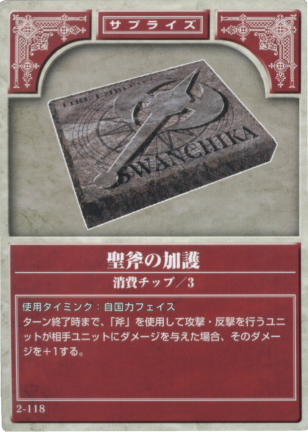 サプライズ
WANCHIKA
聖斧の加護
消費チップ／3
使用タイミング：自国力フェイス
ターン終了時まで、「斧」を使用して攻撃・反撃を行うユニ
ットが相手ユニットにダメージを与えた場合、そのダメー
ジを＋1する。
2-118